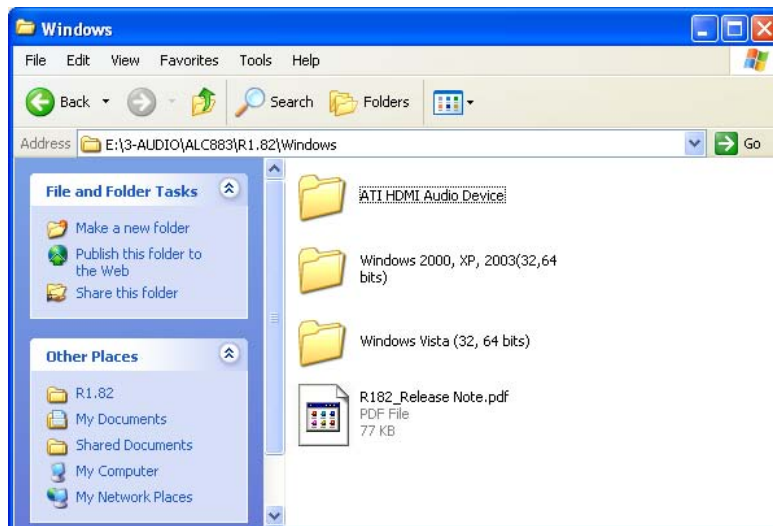 Windows
File Edit View Favorites Tools Help
Back Search Folders
Address E:\3-AUDIO\ALC883\R1.82\Windows Go
File and Folder Tasks
Make a new folder
Publish this folder to
the Web
Share this folder
Other Places
R1.82
My Documents
Shared Documents
My Computer
My Network Places
ATI HDMI Audio Device
Windows 2000, XP, 2003(32,64
bits)
Windows Vista (32, 64 bits)
R182_Release Note.pdf
PDF File
77 KB